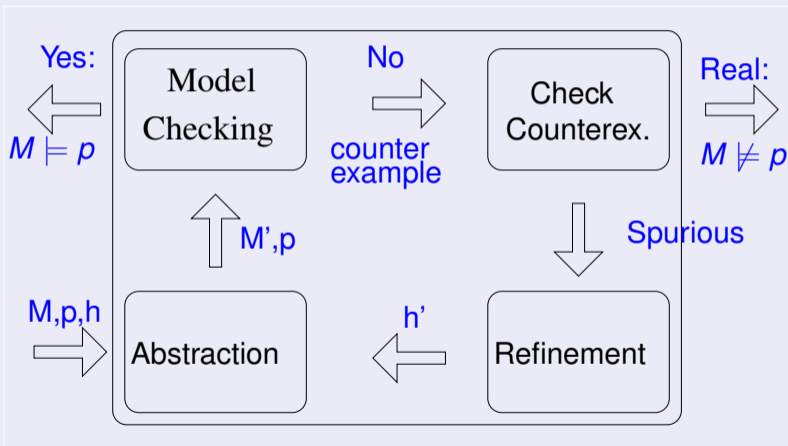 Yes:
M ⊨ p
Model
Checking
No
counter
example
Check
Counterex.
Real:
M ⊭ p
M',p
Spurious
M,p,h
Abstraction
h'
Refinement